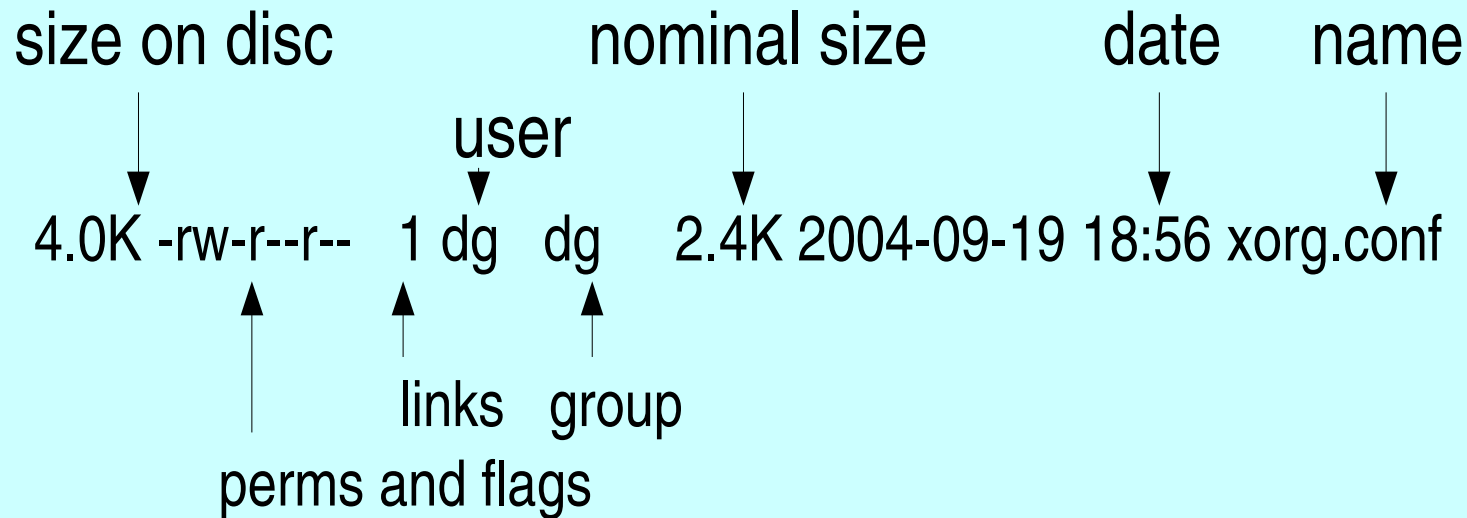 size on disc nominal size date name
user
4.0K -rw-r--r-- 1 dg dg 2.4K 2004-09-19 18:56 xorg.conf
links group
perms and flags